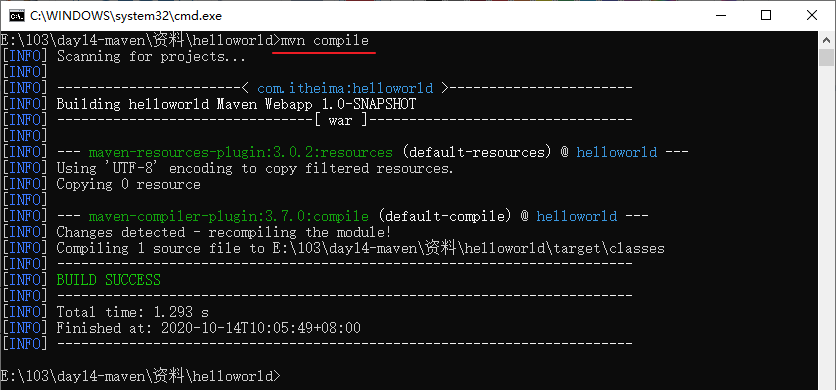 C:\WINDOWS\system32\cmd.exe
E:\103\day14-maven\资料\helloworld>mvn compile
[INFO] Scanning for projects...
[INFO]
[INFO] -----------------------< com.itheima:helloworld >-----------------------
[INFO] Building helloworld Maven Webapp 1.0-SNAPSHOT
[INFO] --------------------------------[ war ]---------------------------------
[INFO]
[INFO] --- maven-resources-plugin:3.0.2:resources (default-resources) @ helloworld ---
[INFO] Using 'UTF-8' encoding to copy filtered resources.
[INFO] Copying 0 resource
[INFO]
[INFO] --- maven-compiler-plugin:3.7.0:compile (default-compile) @ helloworld ---
[INFO] Changes detected - recompiling the module!
[INFO] Compiling 1 source file to E:\103\day14-maven\资料\helloworld\target\classes
[INFO] ------------------------------------------------------------------------
[INFO] BUILD SUCCESS
[INFO] ------------------------------------------------------------------------
[INFO] Total time: 1.293 s
[INFO] Finished at: 2020-10-14T10:05:49+08:00
[INFO] ------------------------------------------------------------------------
E:\103\day14-maven\资料\helloworld>